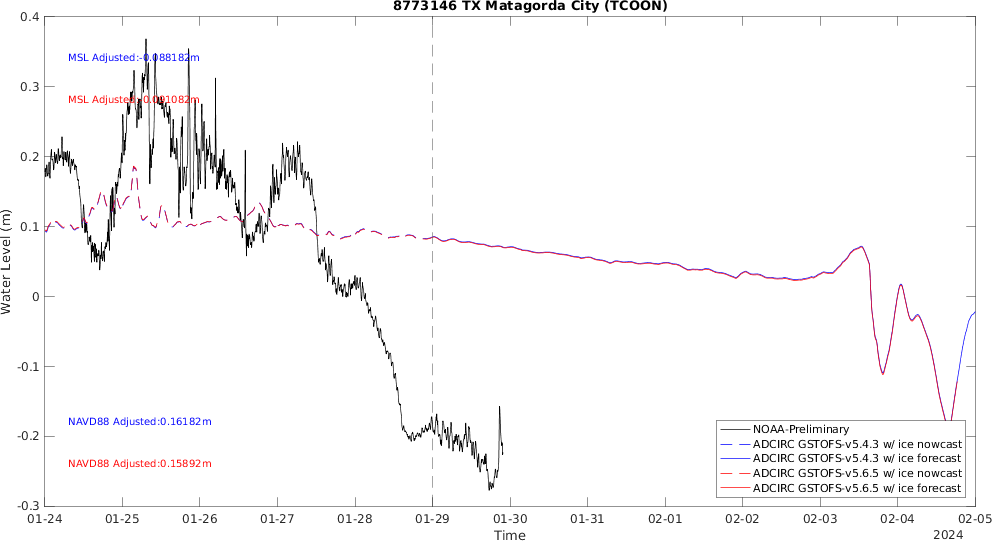 8773146 TX Matagorda City (TCOON)
0.4
0.3
0.2
0.1
0
-0.1
-0.2
-0.3
Water Level (m)
MSL Adjusted:-0.088182m
MSL Adjusted:-0.091082m
NAVD88 Adjusted:0.16182m
NAVD88 Adjusted:0.15892m
NOAA-Preliminary
ADCIRC GSTOFS-v5.4.3 w/ ice nowcast
ADCIRC GSTOFS-v5.4.3 w/ ice forecast
ADCIRC GSTOFS-v5.6.5 w/ ice nowcast
ADCIRC GSTOFS-v5.6.5 w/ ice forecast
01-24 01-25 01-26 01-27 01-28 01-29 01-30 01-31 02-01 02-02 02-03 02-04 02-05
Time
2024